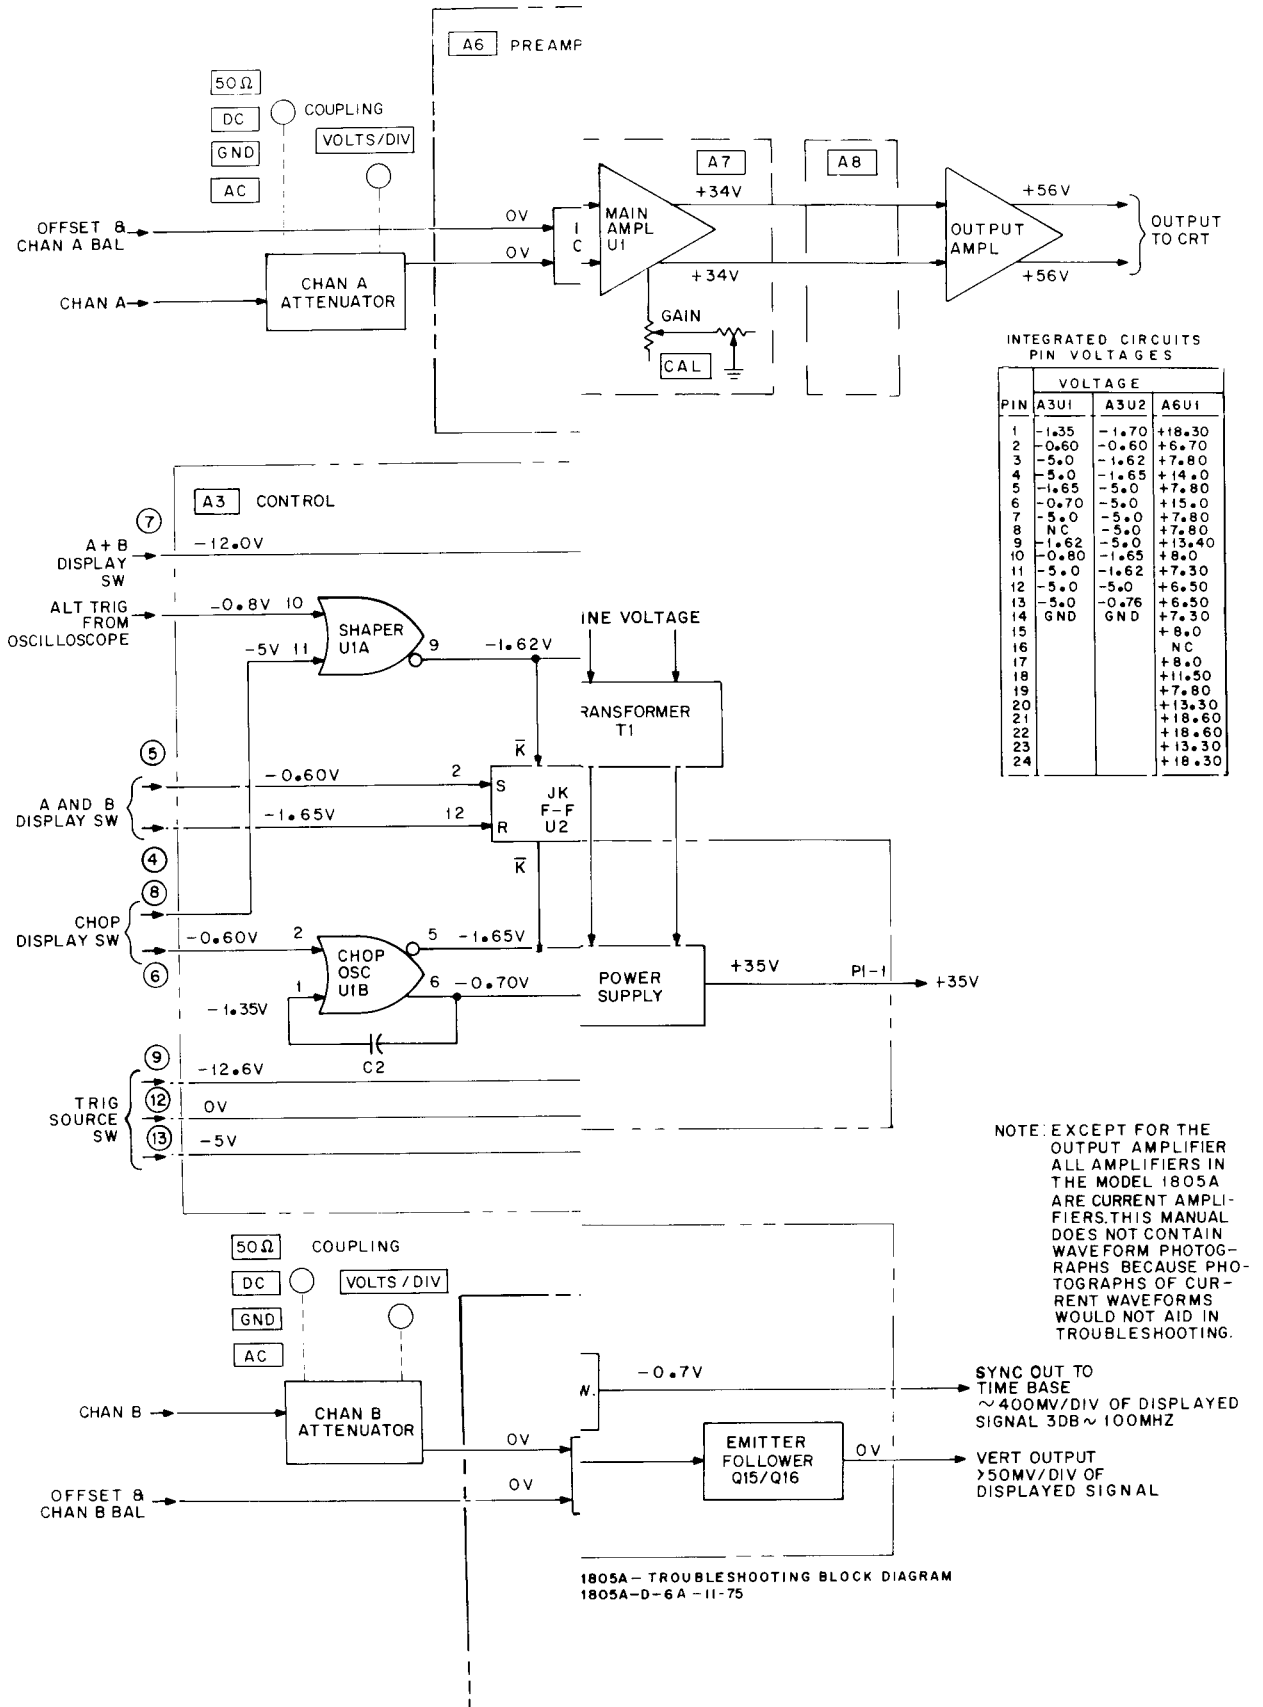 A6 PREAMP
50Ω
DC
GND
AC
COUPLING
VOLTS/DIV
OFFSET &
CHAN A BAL
CHAN A
CHAN A
ATTENUATOR
0V
0V
I
C
MAIN
AMPL
U1
A7
+34V
+34V
GAIN
CAL
A8
OUTPUT
AMPL
+56V
+56V
OUTPUT
TO CRT
INTEGRATED CIRCUITS
PIN VOLTAGES
VOLTAGE
PIN A3U1 A3U2 A6U1
1 -1.35 -1.70 +18.30
2 -0.60 -0.60 +6.70
3 -5.0 -1.62 +7.80
4 -5.0 -1.65 +14.0
5 -1.65 -5.0 +7.80
6 -0.70 -5.0 +15.0
7 -5.0 -5.0 +7.80
8 NC -5.0 +7.80
9 -1.62 -5.0 +13.40
10 -0.80 -1.65 +8.0
11 -5.0 -1.62 +7.30
12 -5.0 -5.0 +6.50
13 -5.0 -0.76 +6.50
14 GND GND +7.30
15 +8.0
16 NC
17 +8.0
18 +11.50
19 +7.80
20 +13.30
21 +18.60
22 +18.60
23 +13.30
24 +18.30
A3 CONTROL
7
A+B
DISPLAY
SW
-12.0V
ALT TRIG
FROM
OSCILLOSCOPE
-0.8V 10
-5V 11
SHAPER
U1A
9
-1.62V
K̅
5
A AND B
DISPLAY SW
4
-0.60V 2
-1.65V 12
S
R
JK
F-F
U2
K̅
8
CHOP
DISPLAY SW
6
-0.60V 2
1
-1.35V
CHOP
OSC
U1B
5 -1.65V
6 -0.70V
C2
INE VOLTAGE
RANSFORMER
T1
POWER
SUPPLY
+35V
P1-1
+35V
TRIG
SOURCE
SW
9
-12.6V
12
0V
13
-5V
NOTE: EXCEPT FOR THE
OUTPUT AMPLIFIER
ALL AMPLIFIERS IN
THE MODEL 1805A
ARE CURRENT AMPLI-
FIERS. THIS MANUAL
DOES NOT CONTAIN
WAVEFORM PHOTOG-
RAPHS BECAUSE PHO-
TOGRAPHS OF CUR-
RENT WAVEFORMS
WOULD NOT AID IN
TROUBLESHOOTING.
50Ω
DC
GND
AC
COUPLING
VOLTS/DIV
CHAN B
CHAN B
ATTENUATOR
OFFSET &
CHAN B BAL
0V
0V
W.
-0.7V
SYNC OUT TO
TIME BASE
~400MV/DIV OF DISPLAYED
SIGNAL 3DB ~ 100MHZ
EMITTER
FOLLOWER
Q15/Q16
0V
VERT OUTPUT
>50MV/DIV OF
DISPLAYED SIGNAL
1805A - TROUBLESHOOTING BLOCK DIAGRAM
1805A-D-6A-11-75